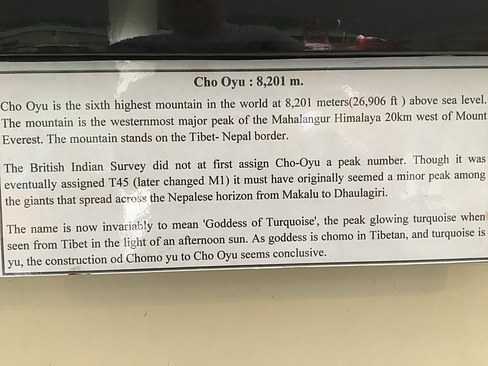 Cho Oyu : 8,201 m.
Cho Oyu is the sixth highest mountain in the world at 8,201 meters(26,906 ft ) above sea level.
The mountain is the westernmost major peak of the Mahalangur Himalaya 20km west of Mount
Everest. The mountain stands on the Tibet- Nepal border.
The British Indian Survey did not at first assign Cho-Oyu a peak number. Though it was
eventually assigned T45 (later changed M1) it must have originally seemed a minor peak among
the giants that spread across the Nepalese horizon from Makalu to Dhaulagiri.
The name is now invariably to mean 'Goddess of Turquoise', the peak glowing turquoise when
seen from Tibet in the light of an afternoon sun. As goddess is chomo in Tibetan, and turquoise is
yu, the construction od Chomo yu to Cho Oyu seems conclusive.